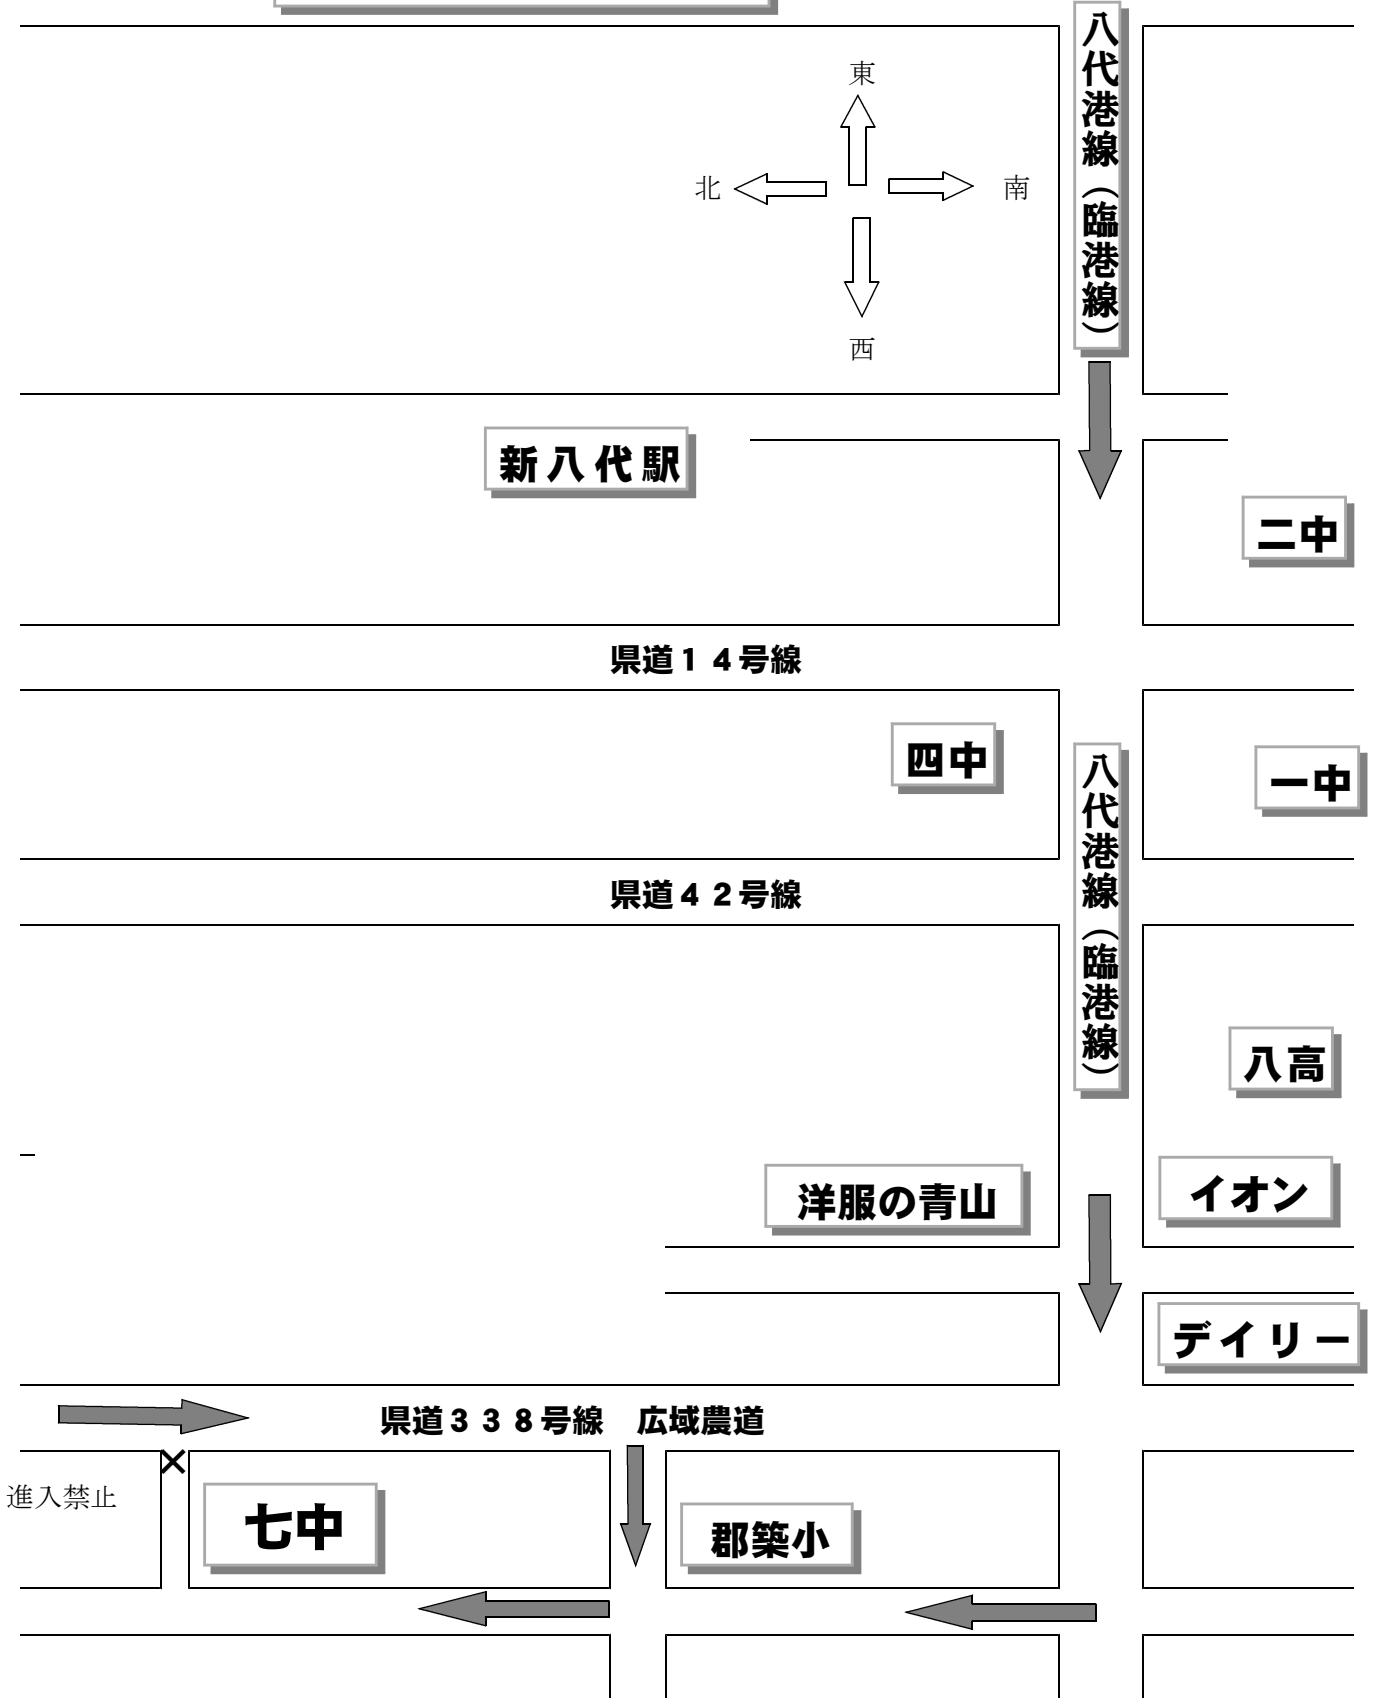 八代港線（臨港線）
東
北
南
西
新八代駅
二中
県道１４号線
四中
一中
八代港線（臨港線）
県道４２号線
八高
洋服の青山
イオン
デイリー
県道３３８号線　広域農道
進入禁止
七中
郡築小